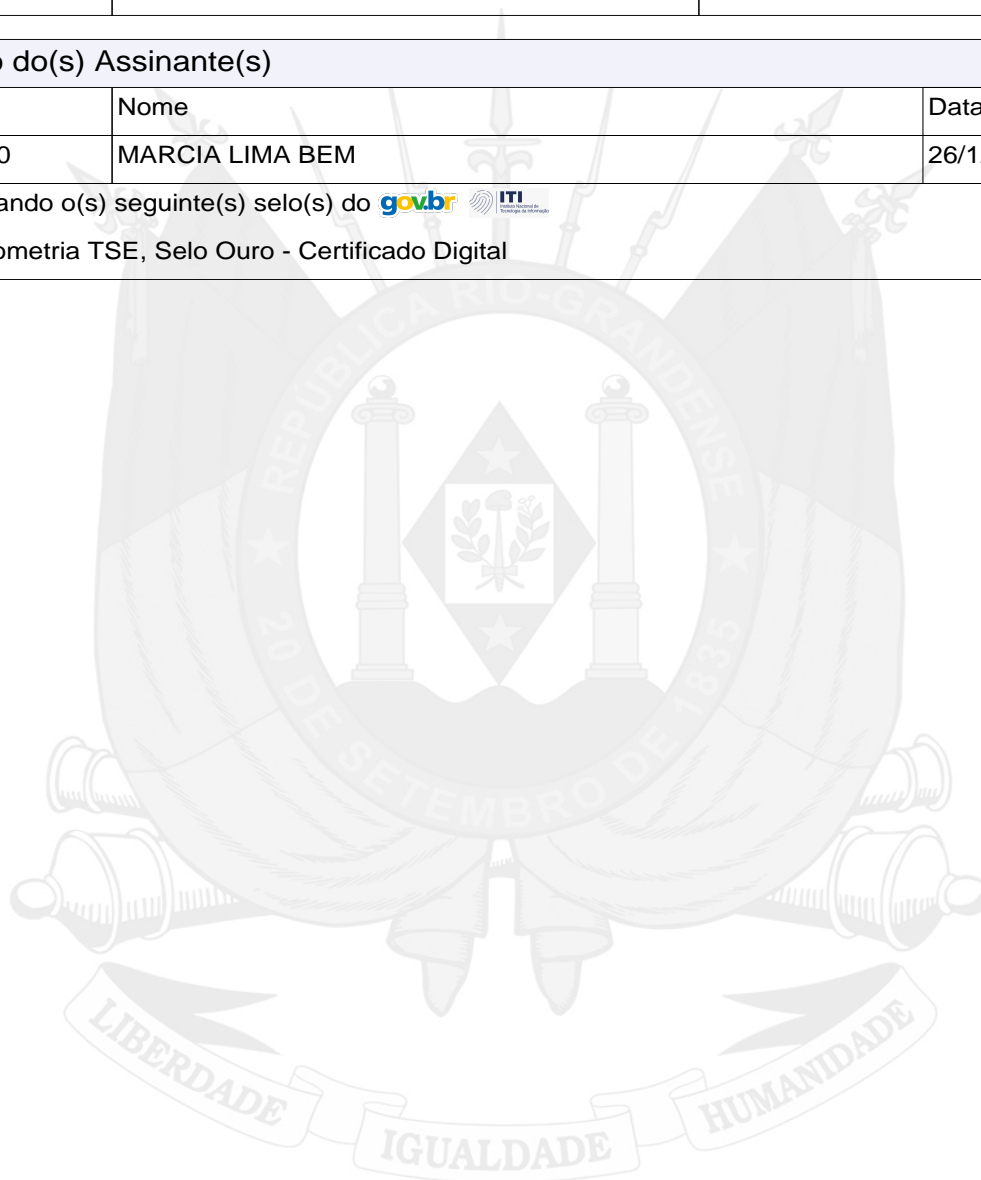 o do(s) Assinante(s)
Nome Data
0 MARCIA LIMA BEM 26/1
ando o(s) seguinte(s) selo(s) do gov.br ITI
ometria TSE, Selo Ouro - Certificado Digital
REPÚBLICA RIO-GRANDENSE
20 DE SETEMBRO DE 1835
LIBERDADE IGUALDADE HUMANIDADE